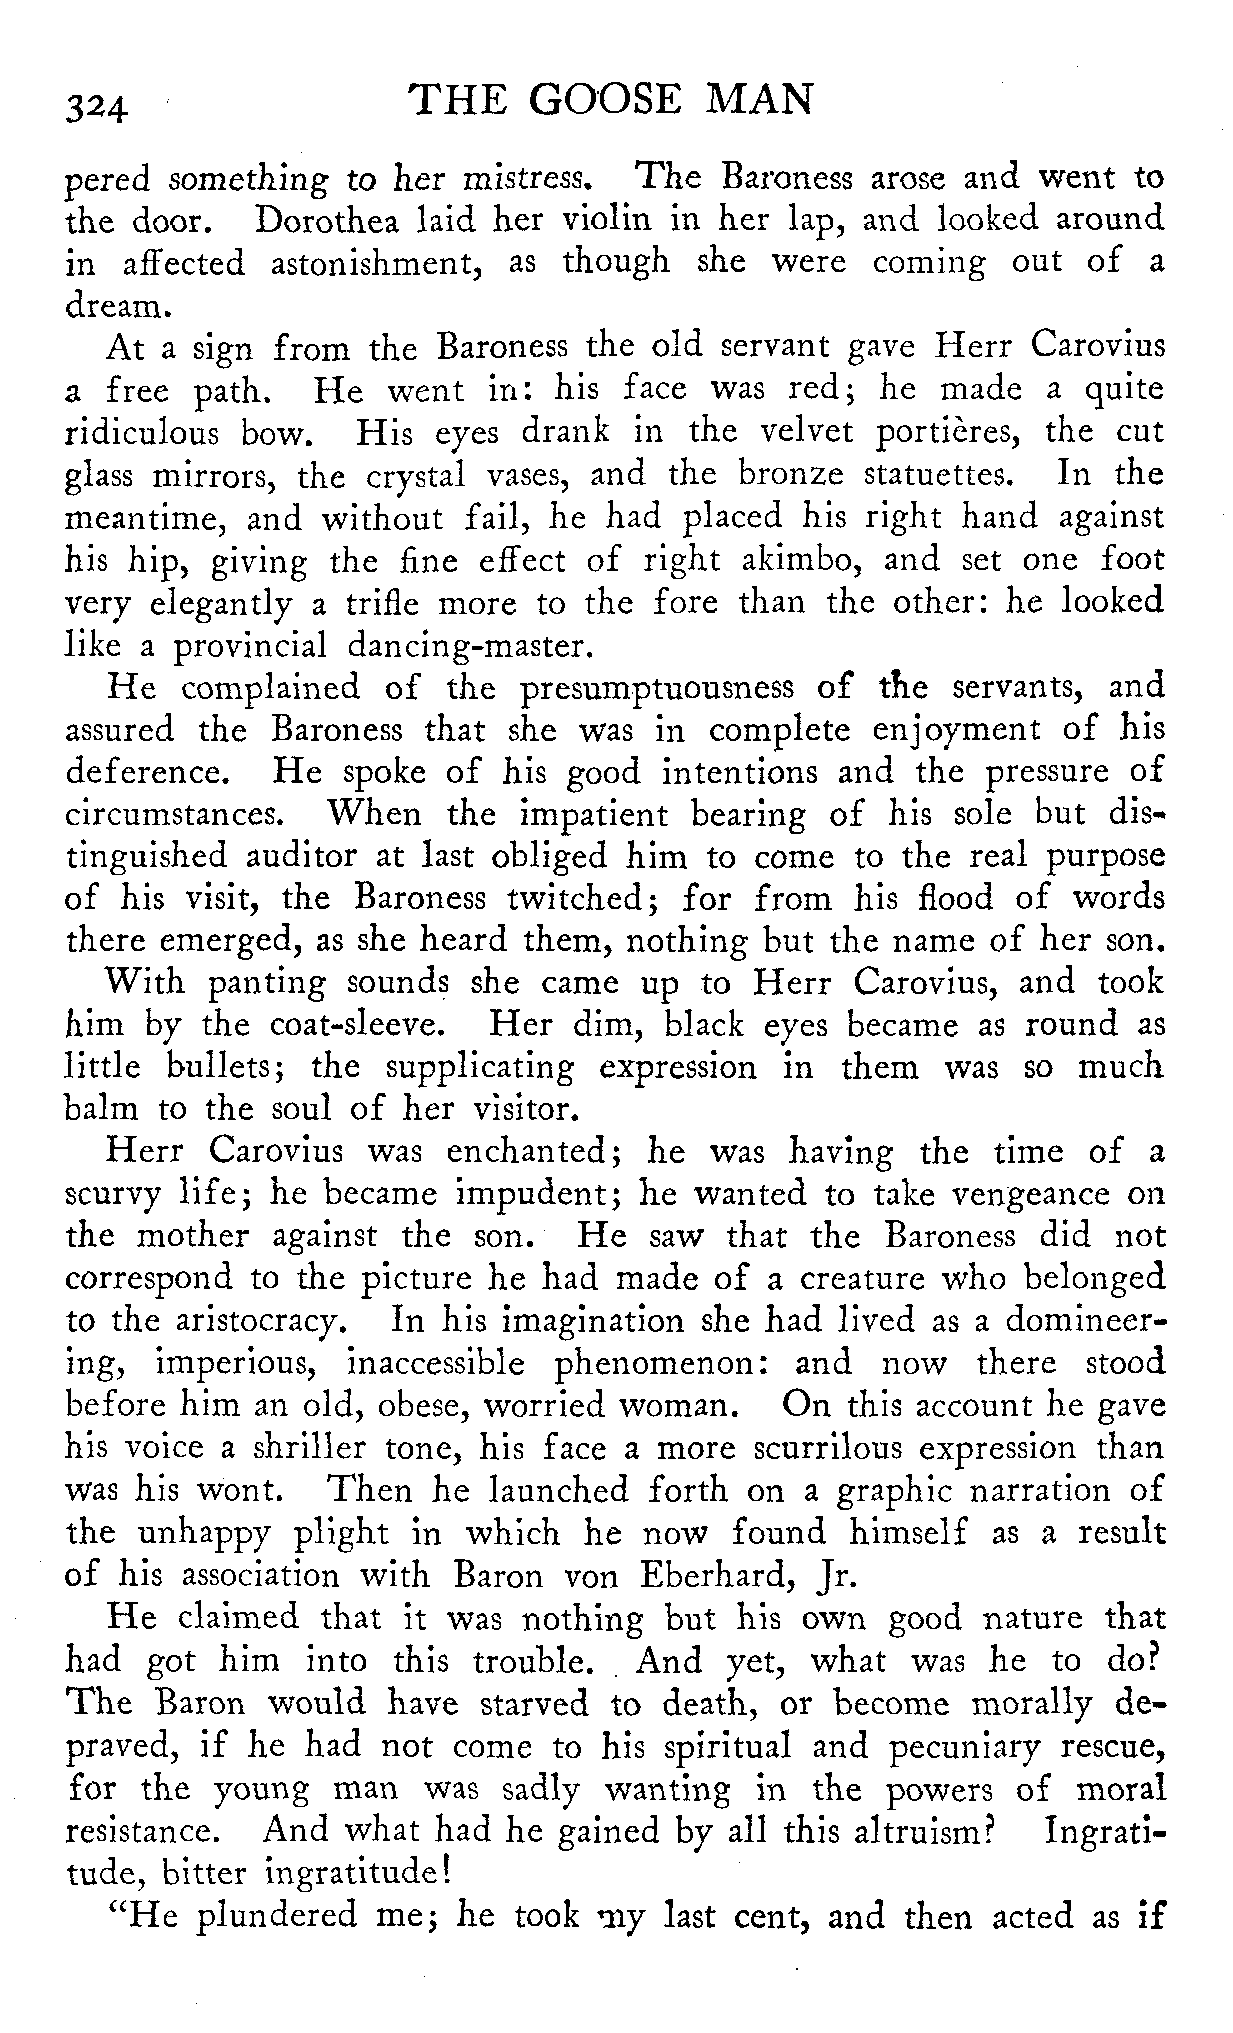 324 THE GOOSE MAN
pered something to her mistress. The Baroness arose and went to
the door. Dorothea laid her violin in her lap, and looked around
in affected astonishment, as though she were coming out of a
dream.
At a sign from the Baroness the old servant gave Herr Carovius
a free path. He went in: his face was red; he made a quite
ridiculous bow. His eyes drank in the velvet portières, the cut
glass mirrors, the crystal vases, and the bronze statuettes. In the
meantime, and without fail, he had placed his right hand against
his hip, giving the fine effect of right akimbo, and set one foot
very elegantly a trifle more to the fore than the other: he looked
like a provincial dancing-master.
He complained of the presumptuousness of the servants, and
assured the Baroness that she was in complete enjoyment of his
deference. He spoke of his good intentions and the pressure of
circumstances. When the impatient bearing of his sole but dis-
tinguished auditor at last obliged him to come to the real purpose
of his visit, the Baroness twitched; for from his flood of words
there emerged, as she heard them, nothing but the name of her son.
With panting sounds she came up to Herr Carovius, and took
him by the coat-sleeve. Her dim, black eyes became as round as
little bullets; the supplicating expression in them was so much
balm to the soul of her visitor.
Herr Carovius was enchanted; he was having the time of a
scurvy life; he became impudent; he wanted to take vengeance on
the mother against the son. He saw that the Baroness did not
correspond to the picture he had made of a creature who belonged
to the aristocracy. In his imagination she had lived as a domineer-
ing, imperious, inaccessible phenomenon: and now there stood
before him an old, obese, worried woman. On this account he gave
his voice a shriller tone, his face a more scurrilous expression than
was his wont. Then he launched forth on a graphic narration of
the unhappy plight in which he now found himself as a result
of his association with Baron von Eberhard, Jr.
He claimed that it was nothing but his own good nature that
had got him into this trouble. And yet, what was he to do?
The Baron would have starved to death, or become morally de-
praved, if he had not come to his spiritual and pecuniary rescue,
for the young man was sadly wanting in the powers of moral
resistance. And what had he gained by all this altruism? Ingrati-
tude, bitter ingratitude!
"He plundered me; he took my last cent, and then acted as if